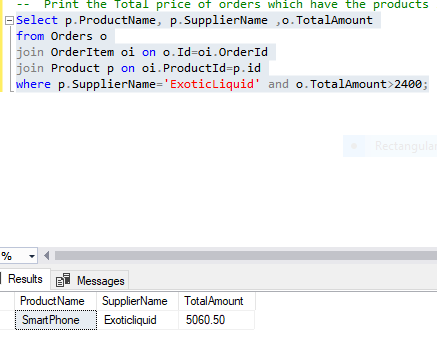 -- Print the Total price of orders which have the products
Select p.ProductName, p.SupplierName ,o.TotalAmount
from Orders o
join OrderItem oi on o.Id=oi.OrderId
join Product p on oi.ProductId=p.id
where p.SupplierName='ExoticLiquid' and o.TotalAmount>2400;
Rectangular
%
Results Messages
ProductName SupplierName TotalAmount
SmartPhone Exoticliquid 5060.50